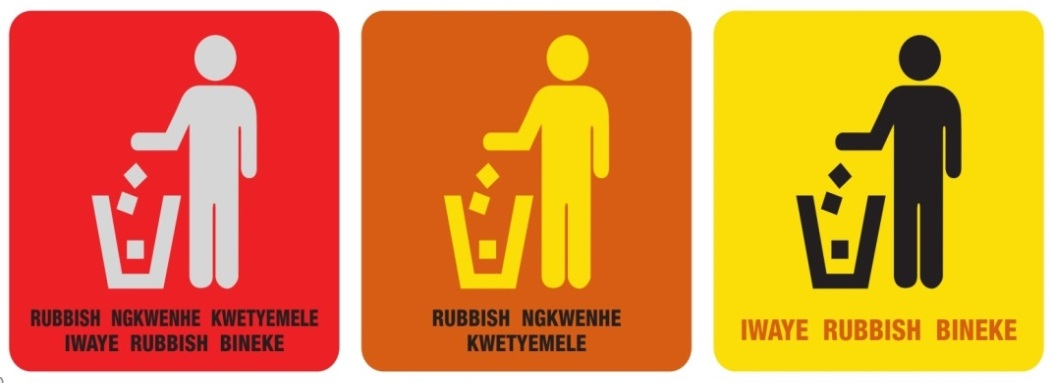 RUBBISH NGKWENHE KWETYEMELE
IWAYE RUBBISH BINEKE
RUBBISH NGKWENHE
KWETYEMELE
IWAYE RUBBISH BINEKE